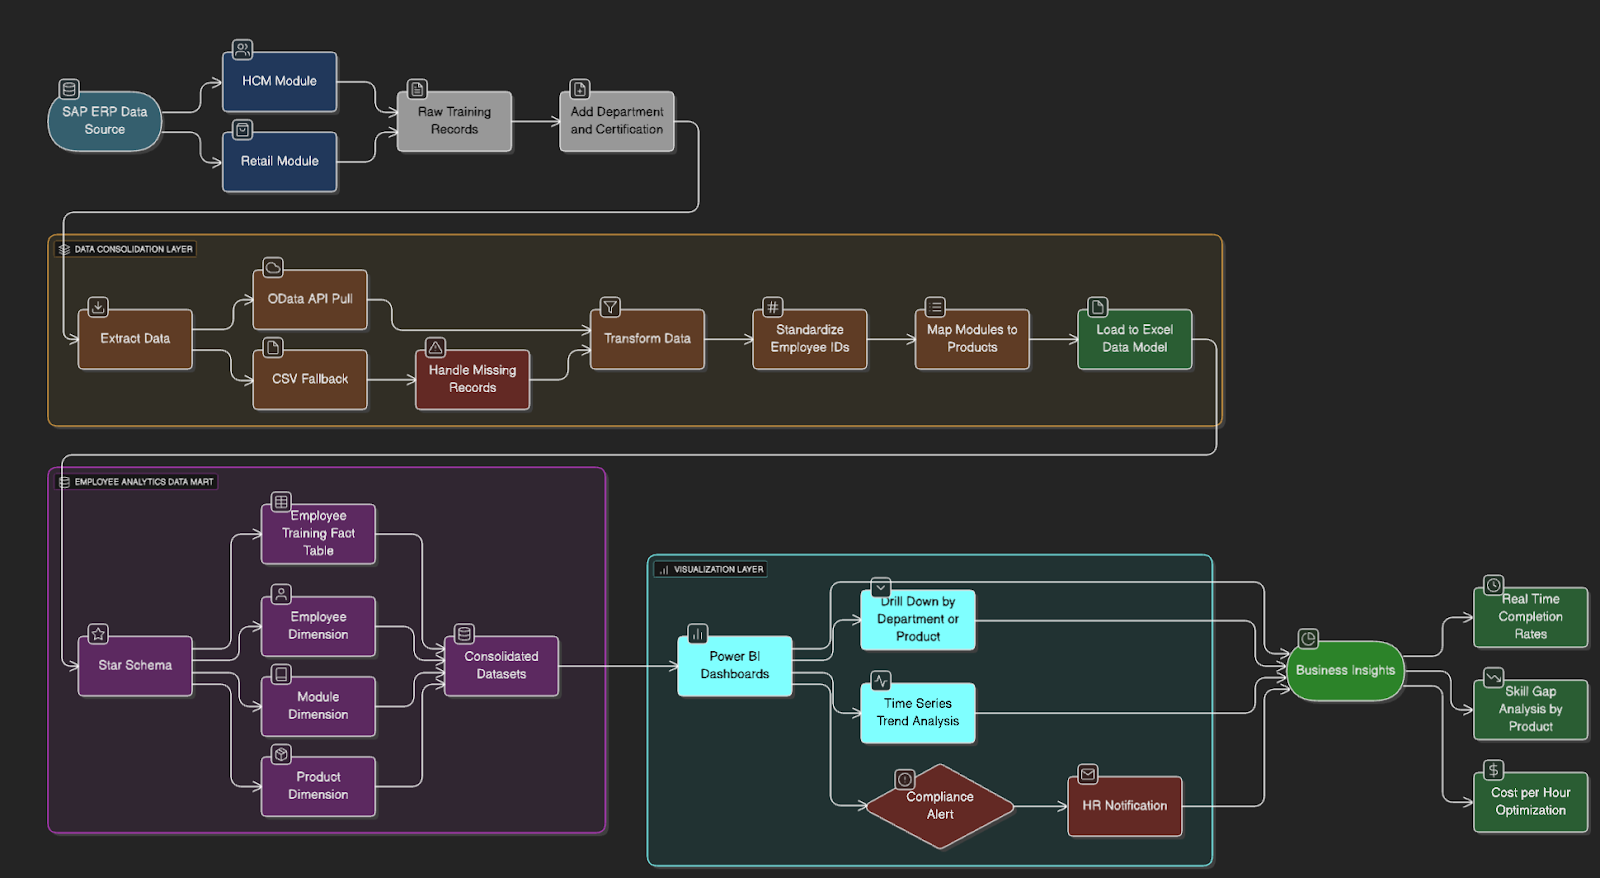 HCM Module
SAP ERP Data
Source
Retail Module
Raw Training
Records
Add Department
and Certification
DATA CONSOLIDATION LAYER
Extract Data
OData API Pull
CSV Fallback
Handle Missing
Records
Transform Data
Standardize
Employee IDs
Map Modules to
Products
Load to Excel
Data Model
EMPLOYEE ANALYTICS DATA MART
Star Schema
Employee
Training Fact
Table
Employee
Dimension
Module
Dimension
Product
Dimension
Consolidated
Datasets
VISUALIZATION LAYER
Power BI
Dashboards
Drill Down by
Department or
Product
Time Series
Trend Analysis
Compliance
Alert
HR Notification
Business Insights
Real Time
Completion
Rates
Skill Gap
Analysis by
Product
$
Cost per Hour
Optimization